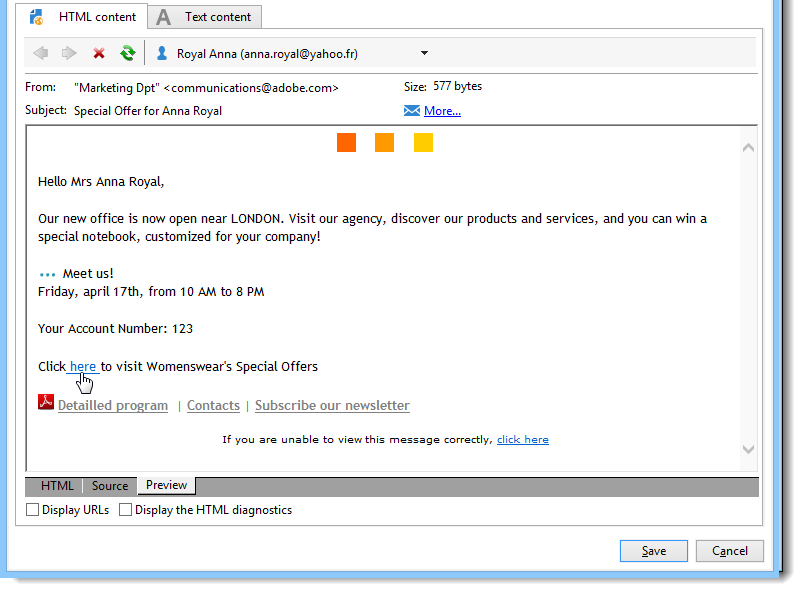 HTML content
A Text content
Royal Anna (anna.royal@yahoo.fr)
From: "Marketing Dpt" <communications@adobe.com> Size: 577 bytes
Subject: Special Offer for Anna Royal More...
Hello Mrs Anna Royal,
Our new office is now open near LONDON. Visit our agency, discover our products and services, and you can win a
special notebook, customized for your company!
Meet us!
Friday, april 17th, from 10 AM to 8 PM
Your Account Number: 123
Click here to visit Womenswear's Special Offers
Detailled program | Contacts | Subscribe our newsletter
If you are unable to view this message correctly, click here
HTML Source Preview
Display URLs Display the HTML diagnostics
Save Cancel